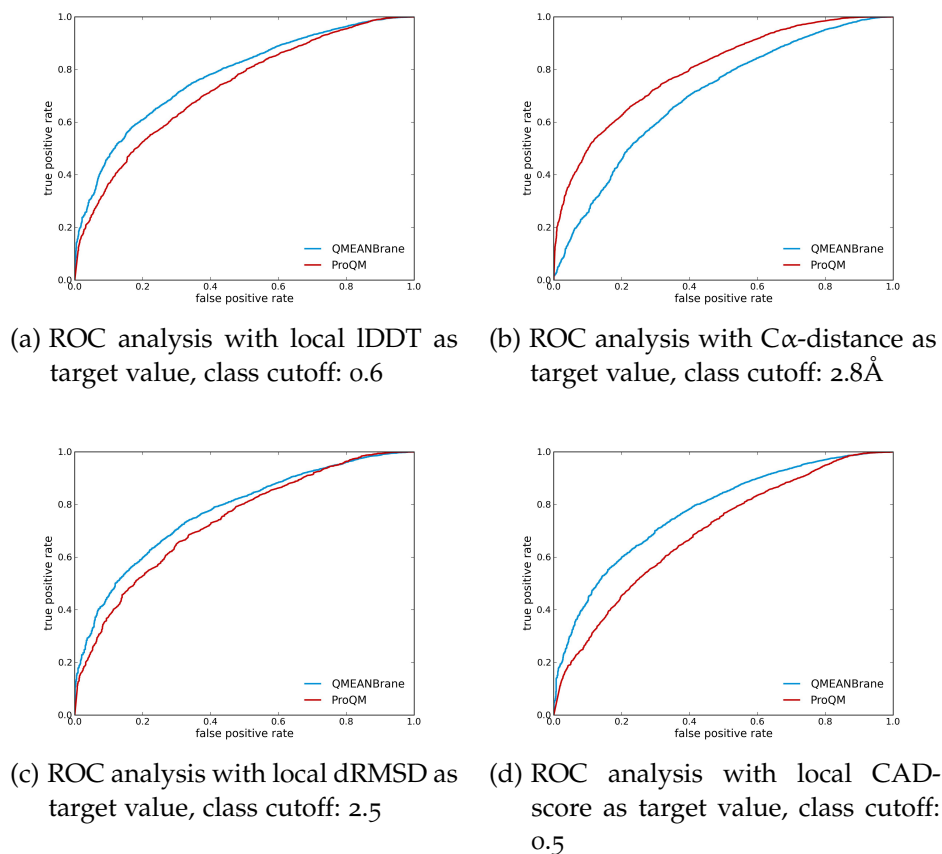 1.0
0.8
0.6
0.4
0.2
0.0
true positive rate
0.0 0.2 0.4 0.6 0.8 1.0
false positive rate
QMEANBrane
ProQM
(a) ROC analysis with local lDDT as
target value, class cutoff: 0.6
1.0
0.8
0.6
0.4
0.2
0.0
true positive rate
0.0 0.2 0.4 0.6 0.8 1.0
false positive rate
QMEANBrane
ProQM
(b) ROC analysis with Cα-distance as
target value, class cutoff: 2.8Å
1.0
0.8
0.6
0.4
0.2
0.0
true positive rate
0.0 0.2 0.4 0.6 0.8 1.0
false positive rate
QMEANBrane
ProQM
(c) ROC analysis with local dRMSD as
target value, class cutoff: 2.5
1.0
0.8
0.6
0.4
0.2
0.0
true positive rate
0.0 0.2 0.4 0.6 0.8 1.0
false positive rate
QMEANBrane
ProQM
(d) ROC analysis with local CAD-
score as target value, class cutoff:
0.5